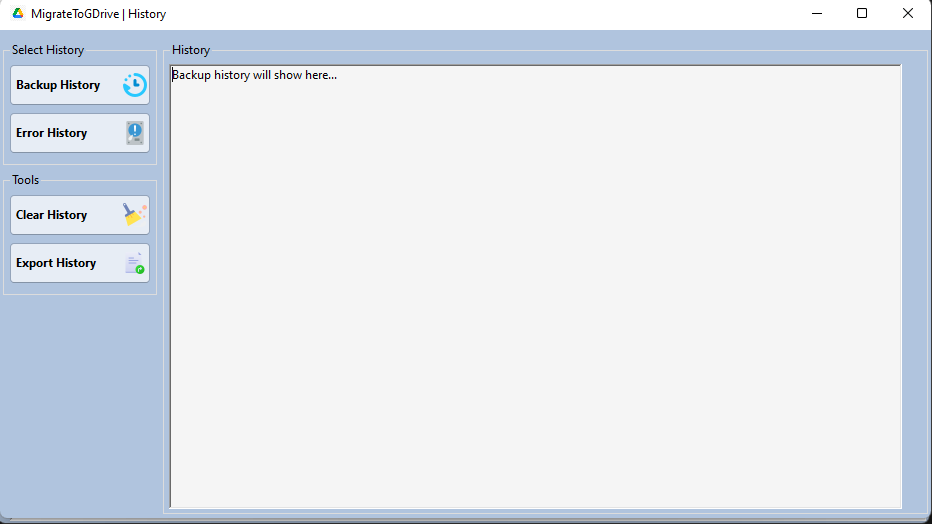 MigrateToGDrive | History
Select History
Backup History
Error History
Tools
Clear History
Export History
History
Backup history will show here...